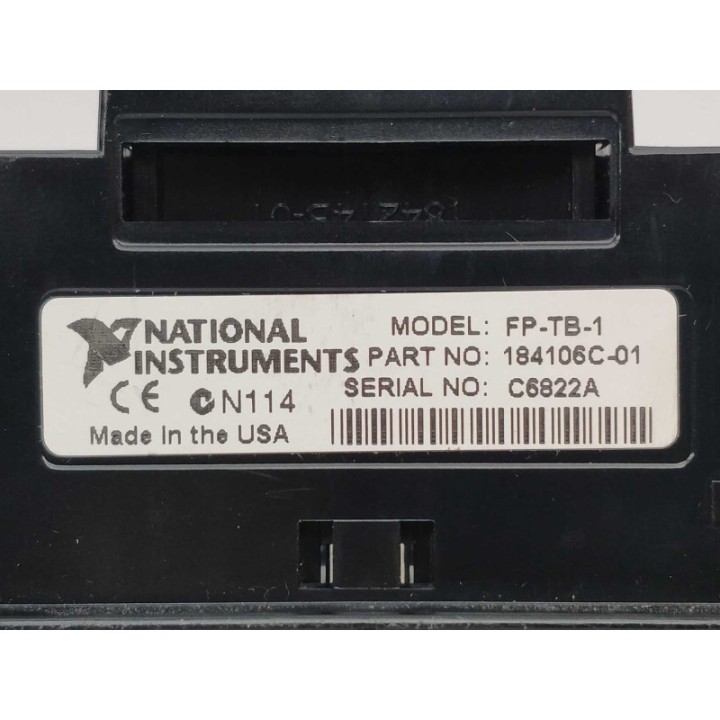 NATIONAL
INSTRUMENTS
CE N114
Made in the USA
MODEL: FP-TB-1
PART NO: 184106C-01
SERIAL NO: C6822A